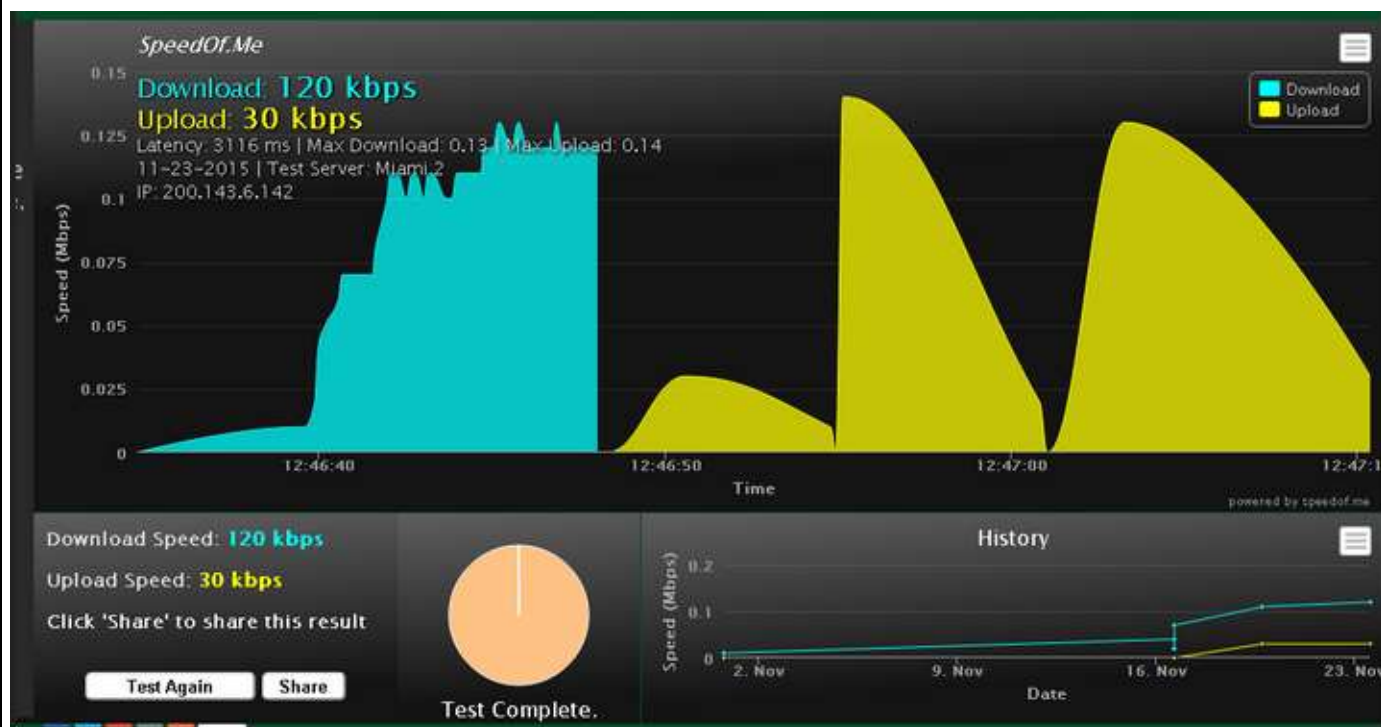 SpeedOf.Me
0.15
Download: 120 kbps
Upload: 30 kbps
Download
Upload
0.125
Latency: 3116 ms | Max Download: 0.13 | Max Upload: 0.14
11-23-2015 | Test Server: Miami 2
IP: 200.143.6.142
0.1
Speed (Mbps)
0.075
0.05
0.025
0
12:46:40
12:46:50
12:47:00
12:47:1
Time
powered by speedof.me
Download Speed: 120 kbps
Upload Speed: 30 kbps
Click 'Share' to share this result
Test Again
Share
Test Complete.
History
Speed (Mbps)
0.2
0.1
0
2. Nov
9. Nov
16. Nov
23. Nov
Date